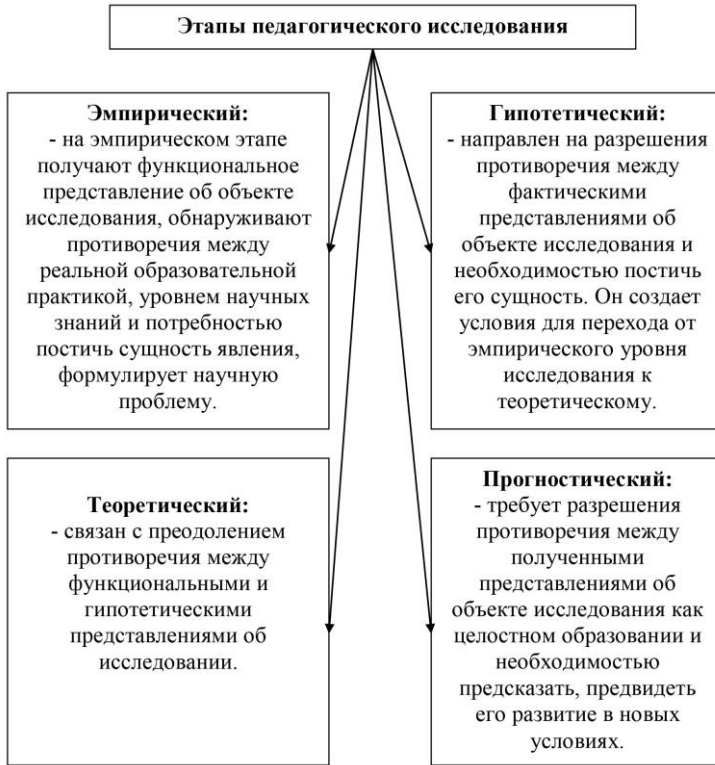 Этапы педагогического исследования
Эмпирический:
- на эмпирическом этапе
получают функциональное
представление об объекте
исследования, обнаруживают
противоречия между
реальной образовательной
практикой, уровнем научных
знаний и потребностью
постичь сущность явления,
формулирует научную
проблему.
Гипотетический:
- направлен на разрешения
противоречия между
фактическими
представлениями об
объекте исследования и
необходимостью постичь
его сущность. Он создает
условия для перехода от
эмпирического уровня
исследования к
теоретическому.
Теоретический:
- связан с преодолением
противоречия между
функциональными и
гипотетическими
представлениями об
исследовании.
Прогностический:
- требует разрешения
противоречия между
полученными
представлениями об
объекте исследования как
целостном образовании и
необходимостью
предсказать, предвидеть
его развитие в новых
условиях.